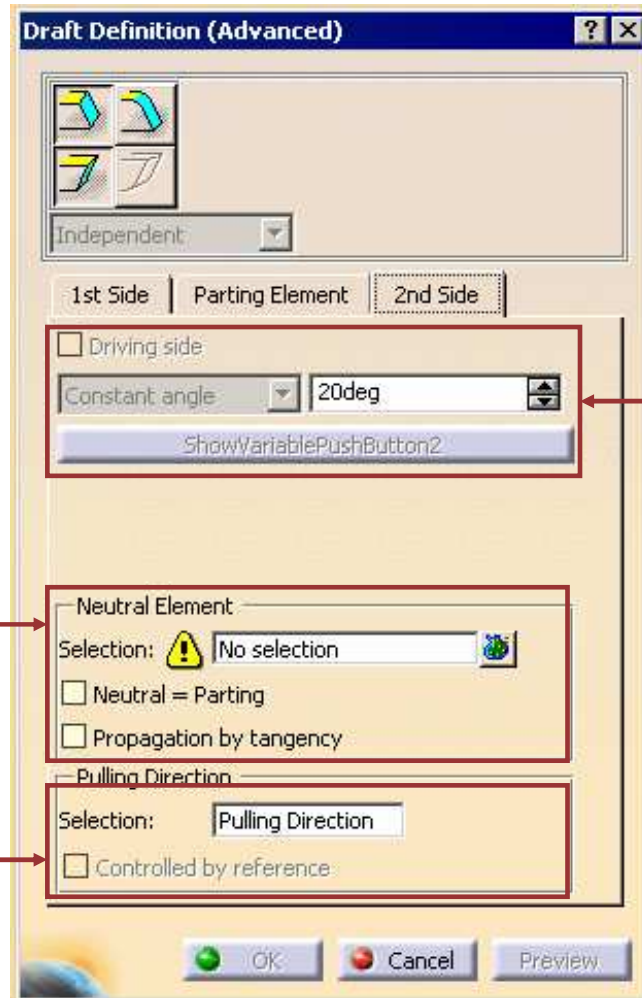 Draft Definition (Advanced)
Independent
1st Side Parting Element 2nd Side
Driving side
Constant angle 20deg
ShowVariablePushButton2
Neutral Element
Selection: No selection
Neutral = Parting
Propagation by tangency
Pulling Direction
Selection: Pulling Direction
Controlled by reference
OK Cancel Preview